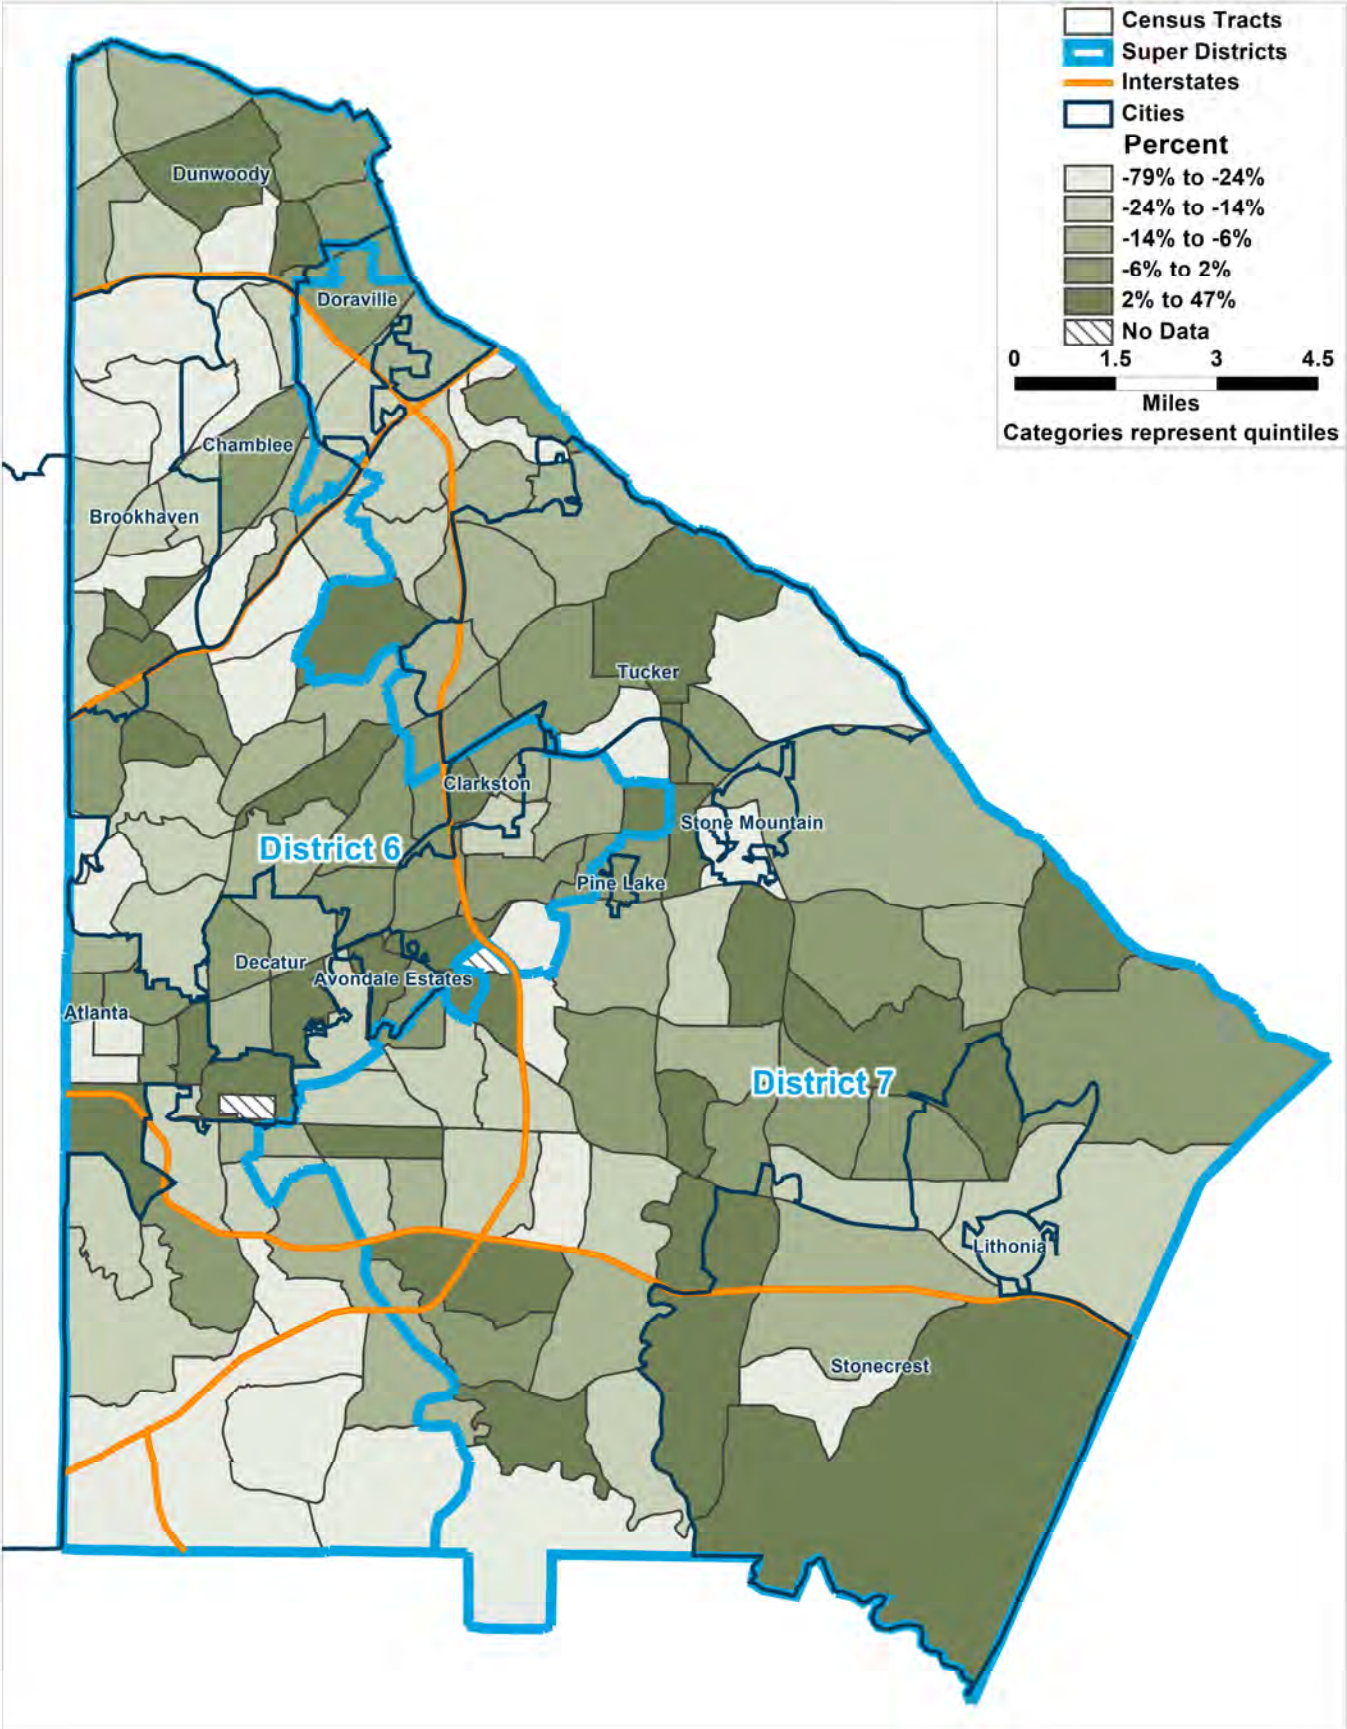 Census Tracts
Super Districts
Interstates
Cities
Percent
-79% to -24%
-24% to -14%
-14% to -6%
-6% to 2%
2% to 47%
No Data
0 1.5 3 4.5
Miles
Categories represent quintiles
Dunwoody
Doraville
Chamblee
Brookhaven
Tucker
Clarkston
Stone Mountain
District 6
Pine Lake
Decatur
Avondale Estates
Atlanta
District 7
Lithonia
Stonecrest